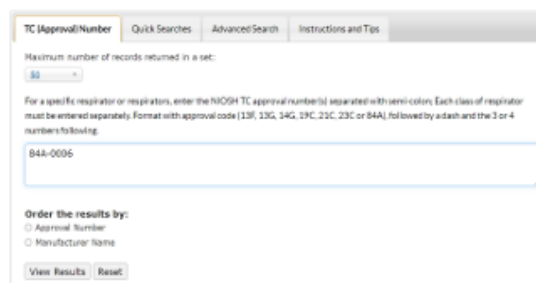 TC (Approval) Number
Quick Searches
Advanced Search
Instructions and Tips
Maximum number of records returned in a set:
50
For a specific respirator or respirators, enter the NIOSH TC approval number(s) separated with semi-colon; Each class of respirator
must be entered separately. Format with approval code (13F, 13G, 14G, 19C, 21C, 23C or 84A), followed by a dash and the 3 or 4
numbers following.
84A-0006
Order the results by:
Approval Number
Manufacturer Name
View Results
Reset